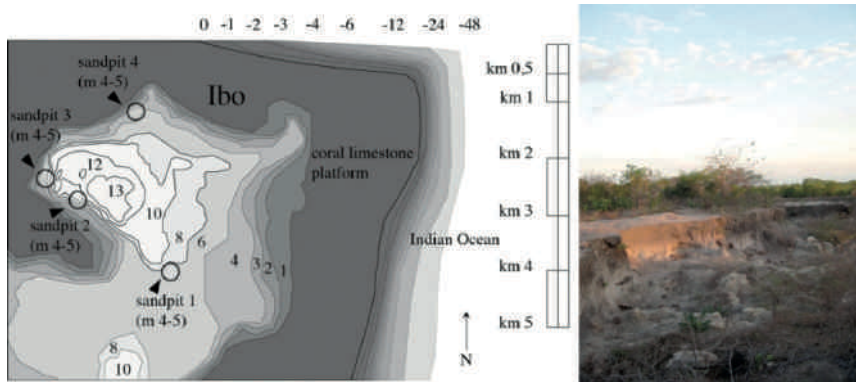 0 -1 -2 -3 -4 -6 -12 -24 -48
sandpit 4
(m 4-5)
Ibo
km 0,5
km 1
sandpit 3
(m 4-5)
coral limestone
platform
km 2
12
13
10
km 3
sandpit 2
(m 4-5)
8
6
Indian Ocean
4
3
2
1
km 4
sandpit 1
(m 4-5)
8
10
N
km 5